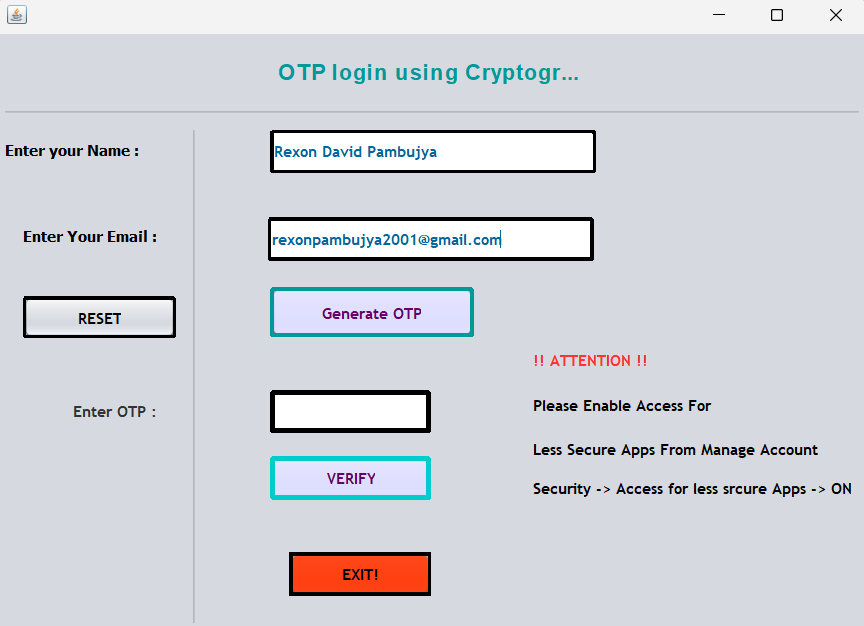 OTP login using Cryptogr...
Enter your Name :
Rexon David Pambujya
Enter Your Email :
rexonpambujya2001@gmail.com
RESET
Generate OTP
!! ATTENTION !!
Enter OTP :
Please Enable Access For
Less Secure Apps From Manage Account
VERIFY
Security -> Access for less srcure Apps -> ON
EXIT!